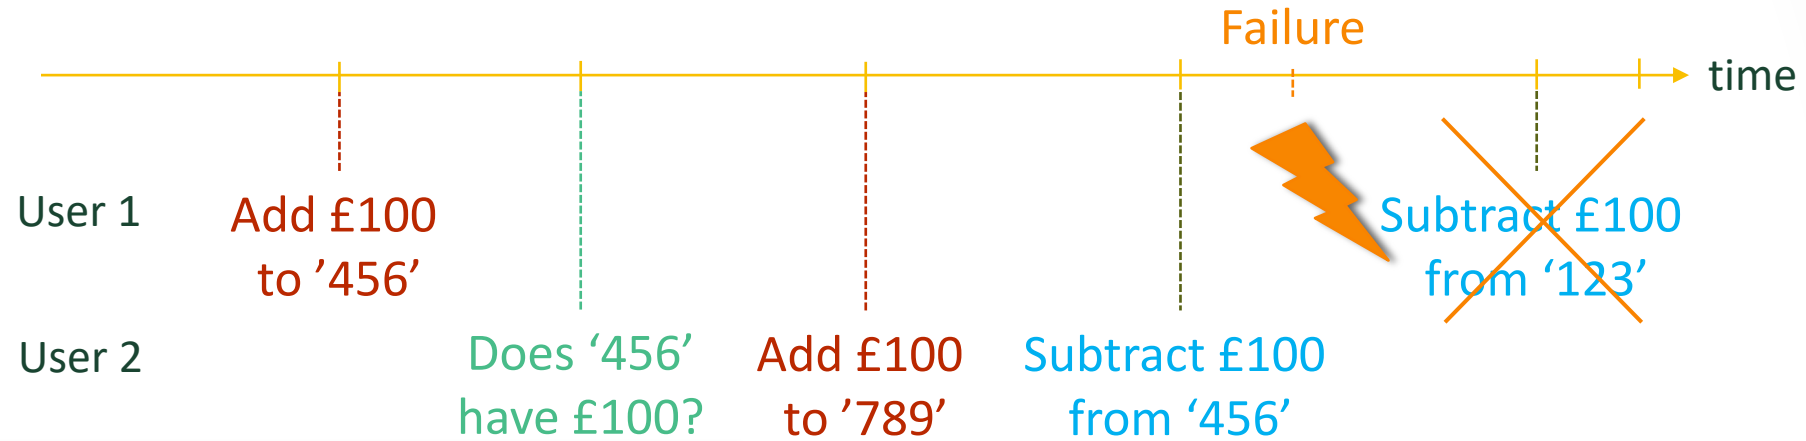 Failure
time
User 1
Add £100
to ’456’
Subtract £100
from ‘123’
User 2
Does ‘456’
have £100?
Add £100
to ’789’
Subtract £100
from ‘456’